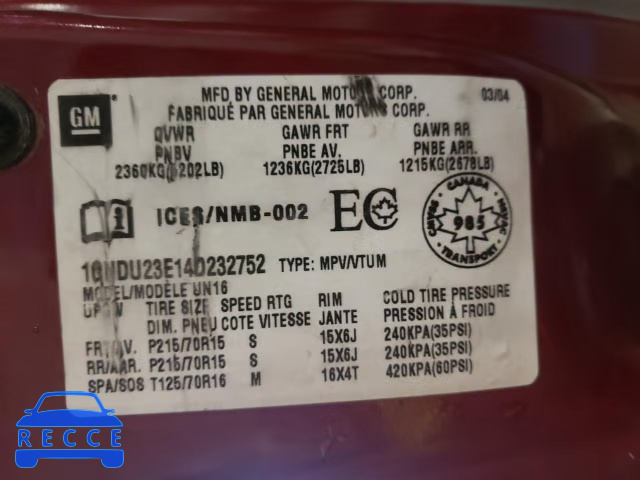 GM
MFD BY GENERAL MOTORS CORP. 03/04
FABRIQUÉ PAR GENERAL MOTORS CORP.
GVWR GAWR FRT GAWR RR
PNBV PNBE AV. PNBE ARR.
2360KG(5202LB) 1236KG(2725LB) 1215KG(2678LB)
ICES/NMB-002 EC
CANADA
985
TRANSPORT
TYPE: MPV/VTUM
MODEL/MODÈLE UN16
TIRE SIZE SPEED RTG RIM COLD TIRE PRESSURE
DIM. PNEU COTE VITESSE JANTE PRESSION À FROID
P215/70R15 S 15X6J 240KPA(35PSI)
RR/ARR. P215/70R15 S 15X6J 240KPA(35PSI)
SPA/SOS T125/70R16 M 16X4T 420KPA(60PSI)
RECCE